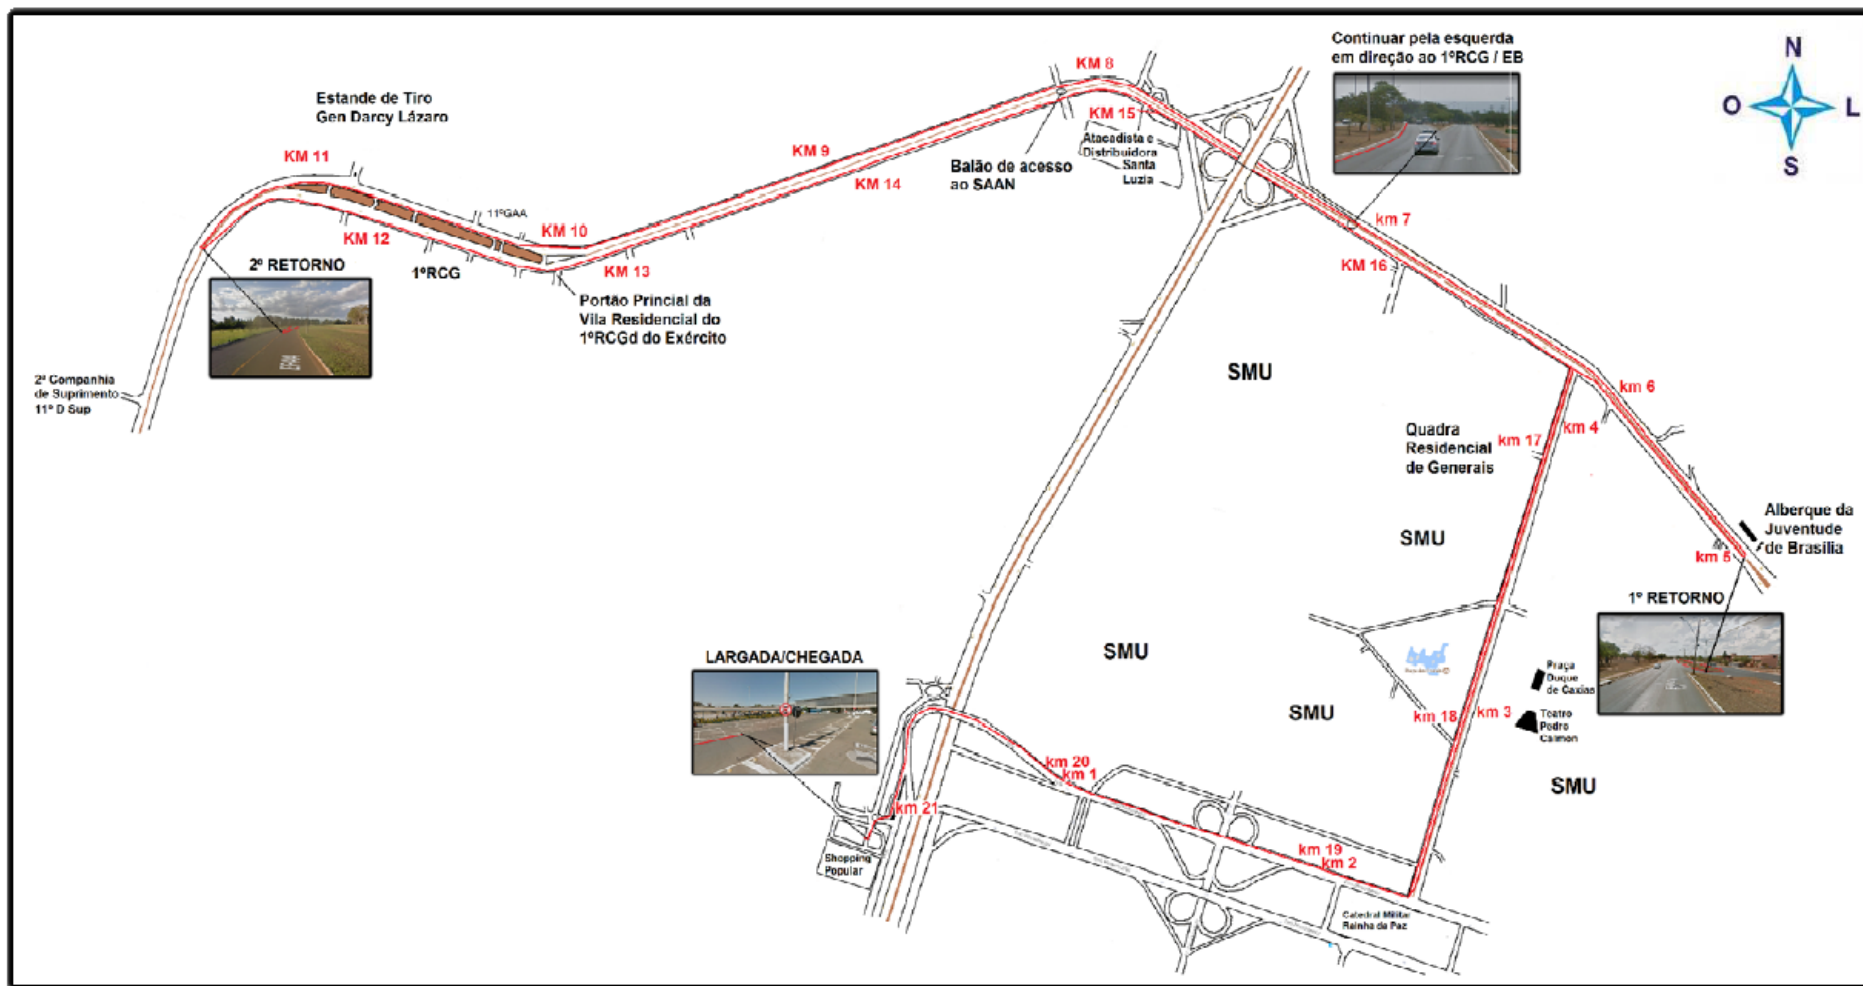 Continuar pela esquerda
em direção ao 1ºRCG / EB
N
O
L
S
KM 8
KM 15
Atacadista e
Distribuidora
Santa
Luzia
Balão de acesso
ao SAAN
Estande de Tiro
Gen Darcy Lázaro
KM 11
KM 9
KM 14
11ºGAA
KM 10
KM 12
1ºRCG
KM 13
2º RETORNO
Portão Princial da
Vila Residencial do
1ºRCGd do Exército
2ª Companhia
de Suprimento
11º D Sup
km 7
KM 16
SMU
km 6
km 4
km 17
Quadra
Residencial
de Generais
SMU
Alberque da
Juventude
de Brasília
km 5
1º RETORNO
LARGADA/CHEGADA
SMU
Praça
Duque
de Caxias
SMU
km 18
km 3
Teatro
Pedro
Calmon
SMU
km 20
km 1
km 21
km 19
km 2
Shopping
Popular
Catedral Militar
Rainha da Paz